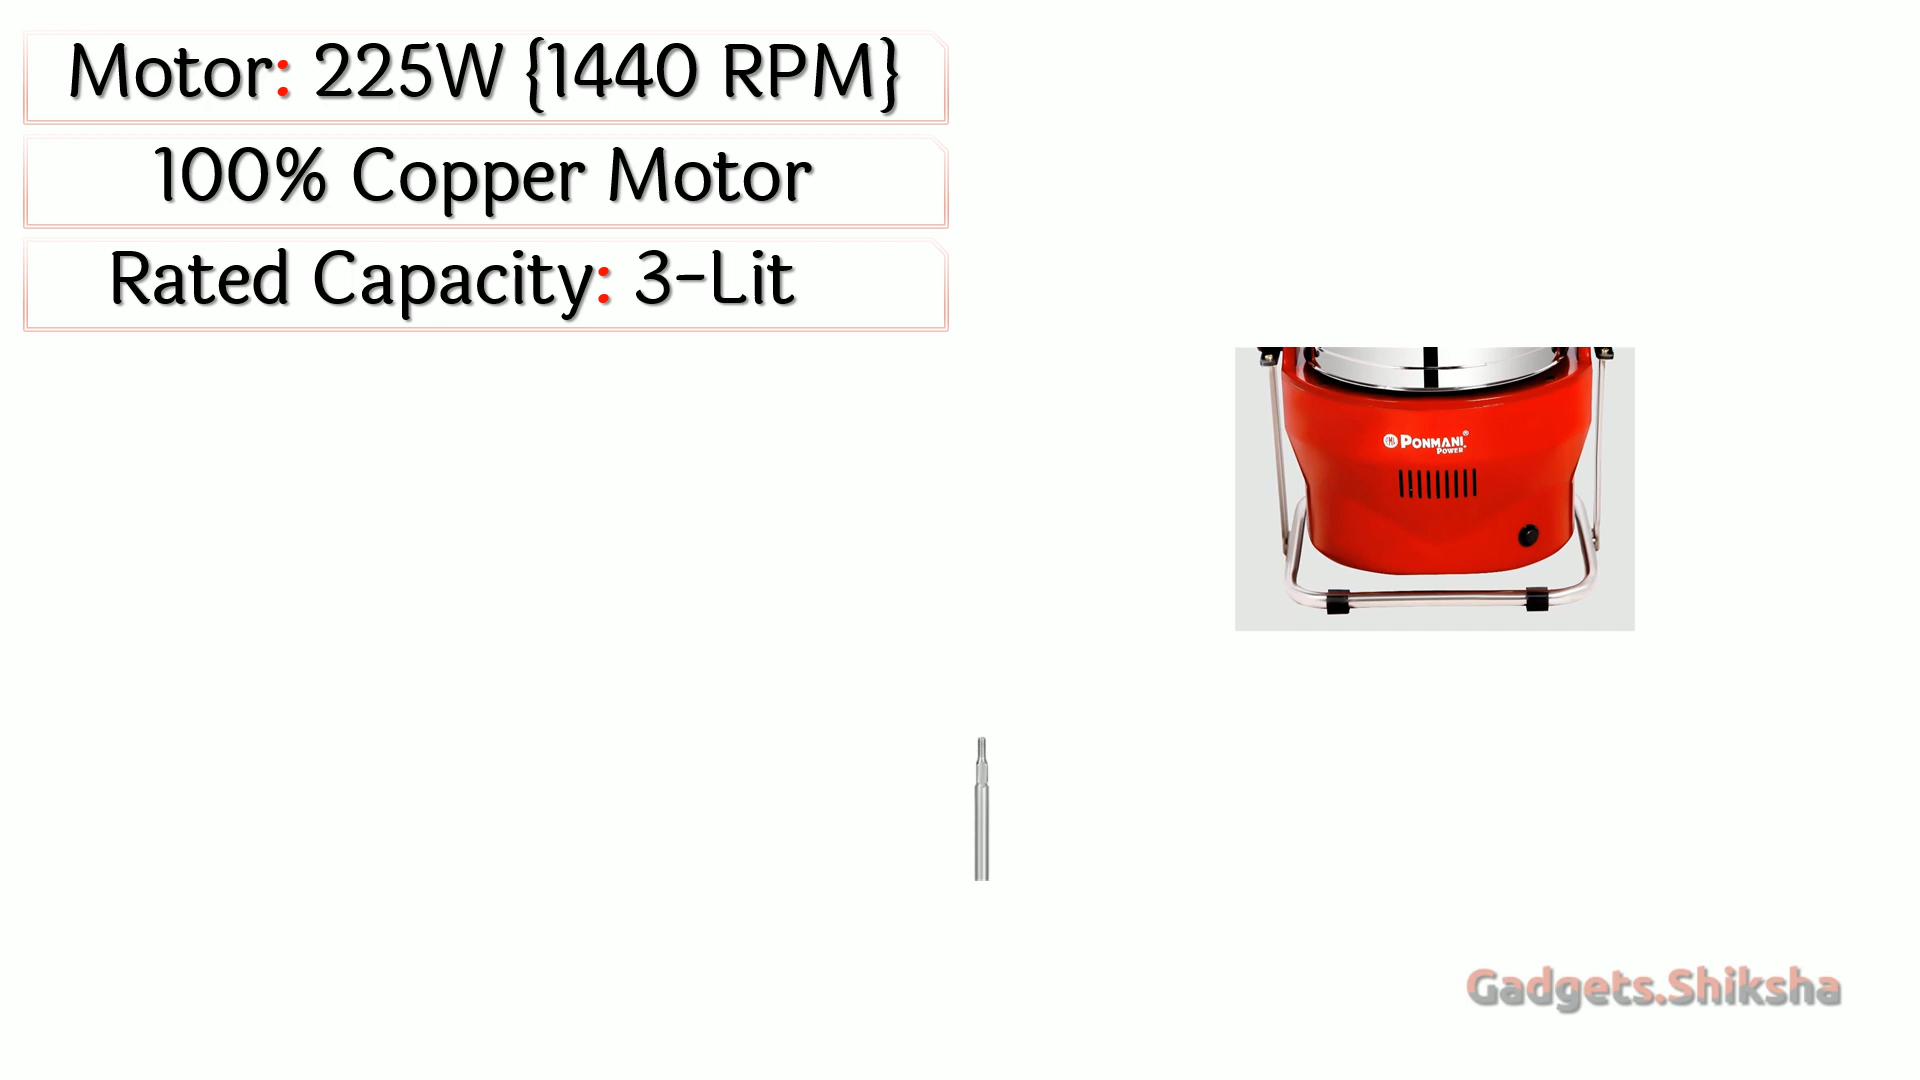 Motor: 225W {1440 RPM}
100% Copper Motor
Rated Capacity: 3-Lit
PONMANI®
POWER
Gadgets.Shiksha